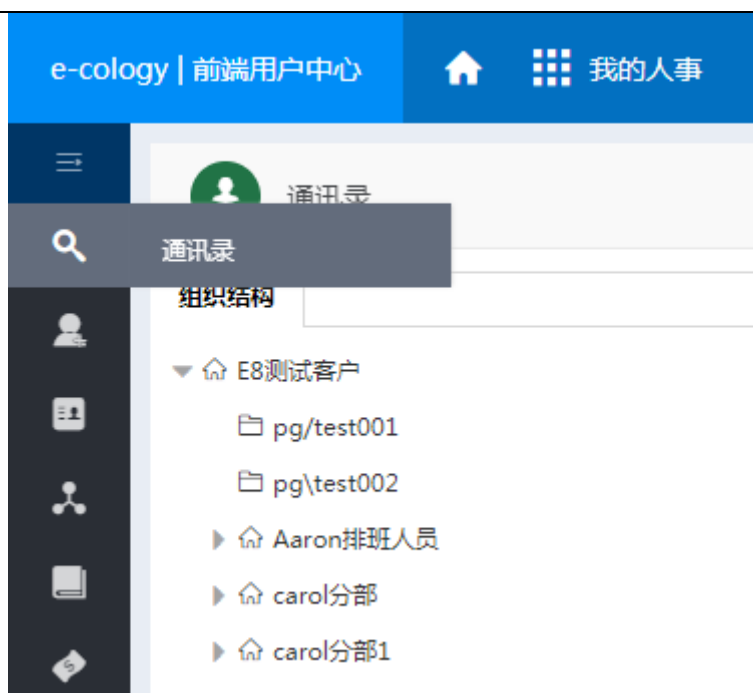 e-cology | 前端用户中心 我的人事
通讯录
通讯录
组织结构
E8测试客户
pg/test001
pg\test002
Aaron排班人员
carol分部
carol分部1